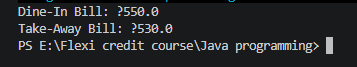 Dine-In Bill: ?550.0
Take-Away Bill: ?530.0
PS E:\Flexi credit course\Java programming>